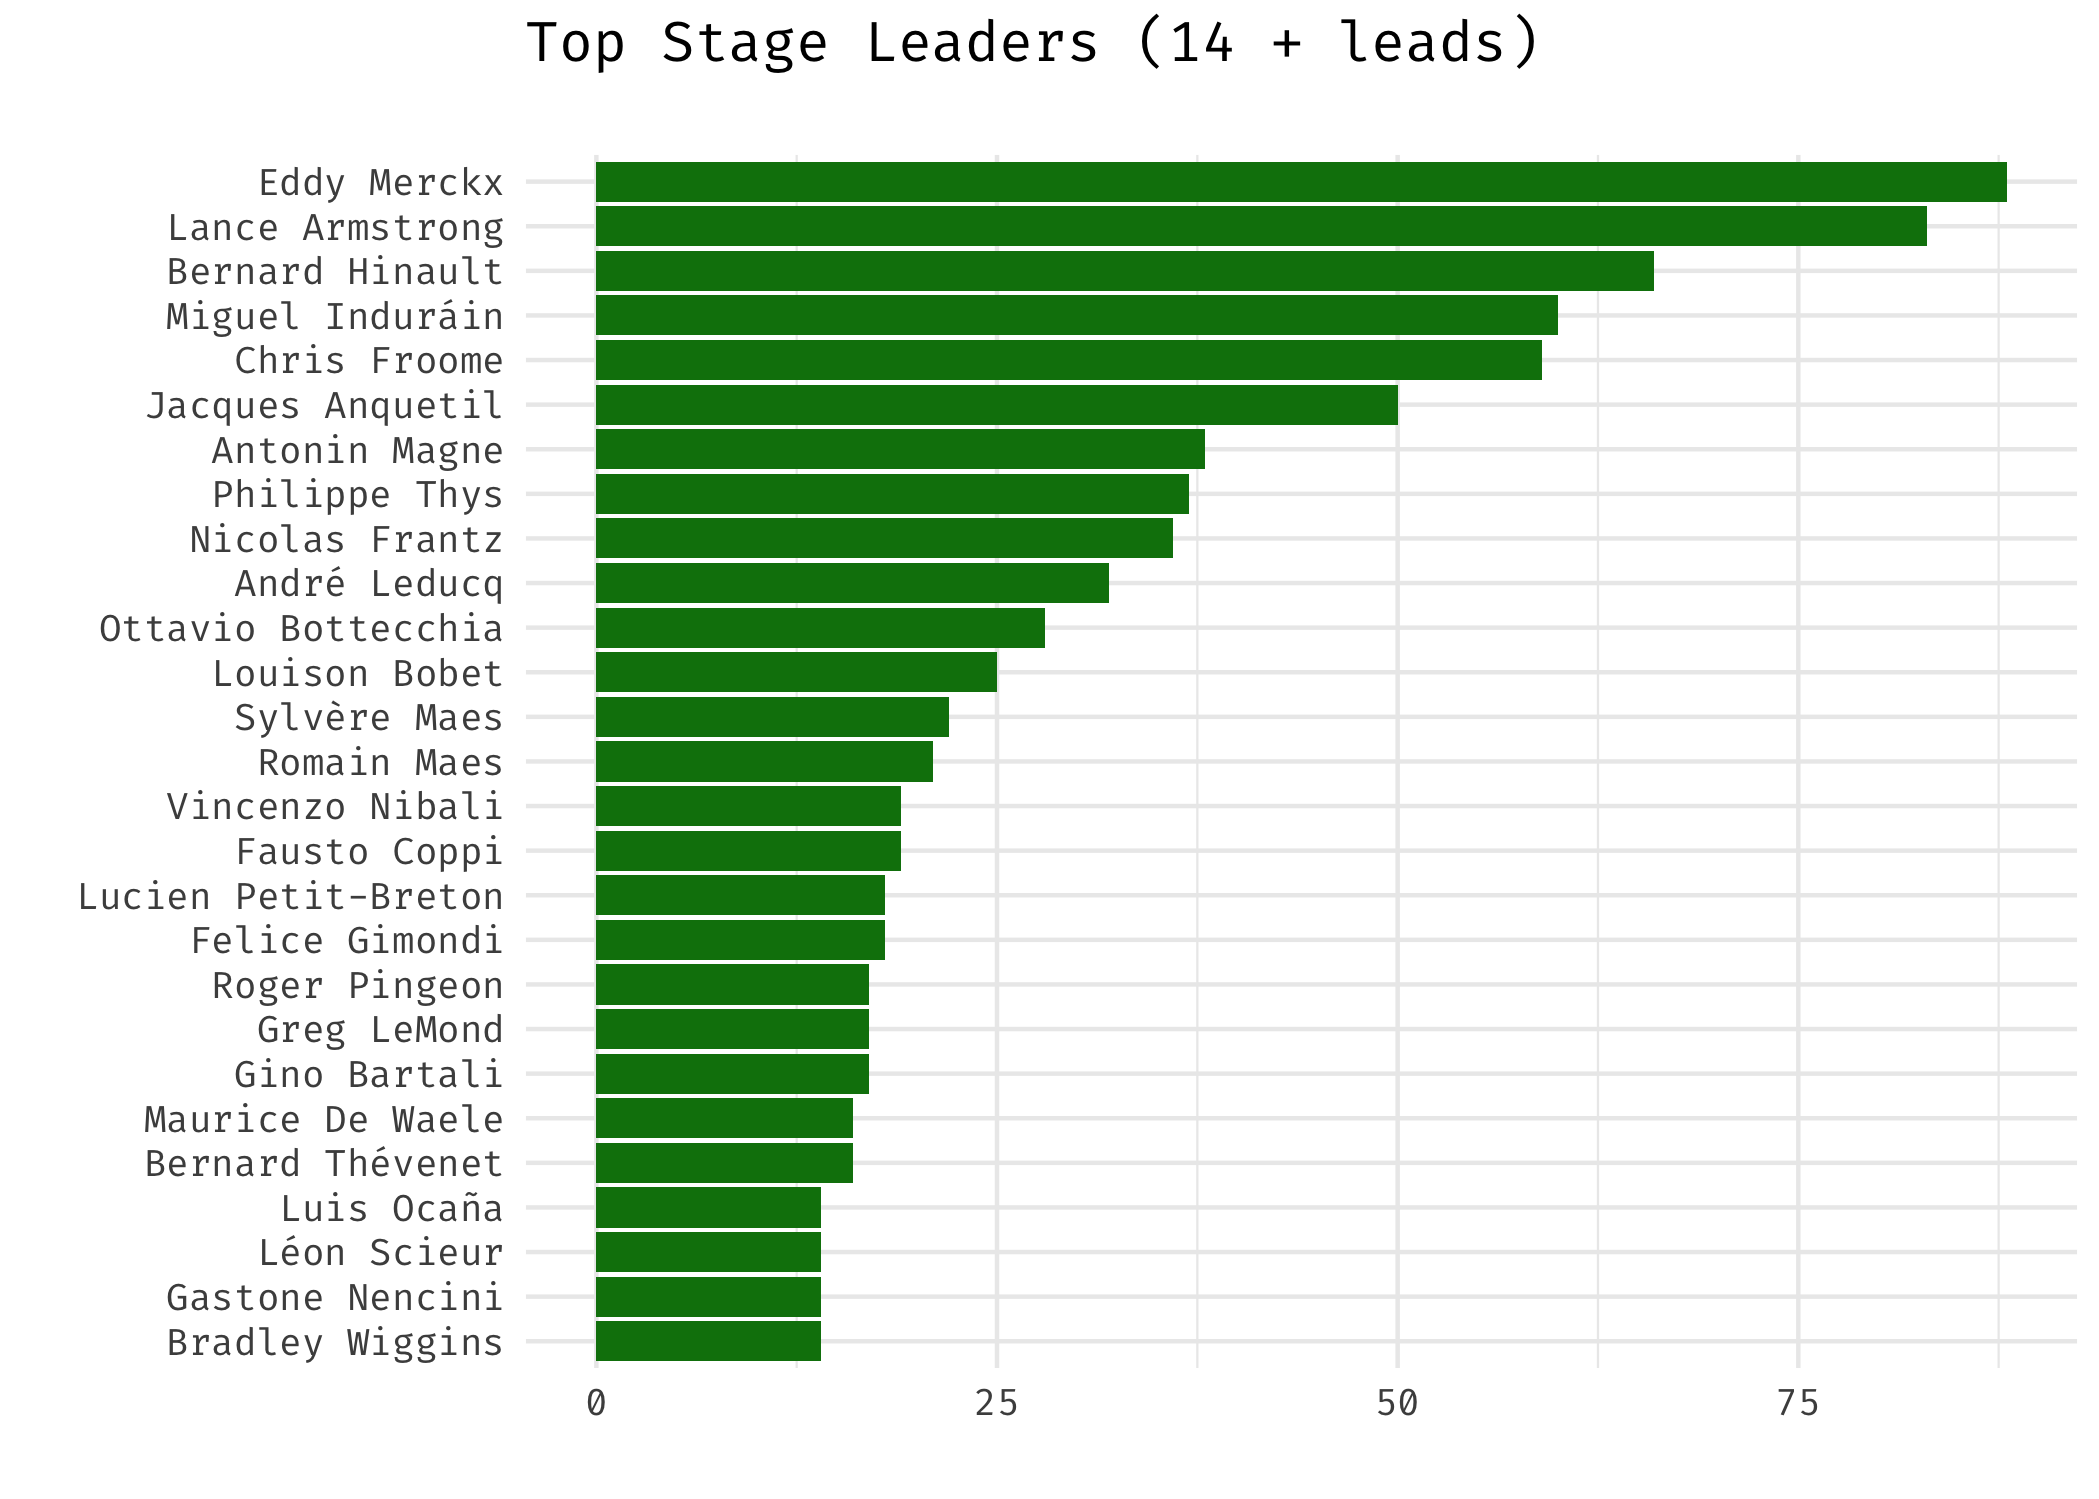 Top Stage Leaders (14 + leads)
Eddy Merckx
Lance Armstrong
Bernard Hinault
Miguel Induráin
Chris Froome
Jacques Anquetil
Antonin Magne
Philippe Thys
Nicolas Frantz
André Leducq
Ottavio Bottecchia
Louison Bobet
Sylvère Maes
Romain Maes
Vincenzo Nibali
Fausto Coppi
Lucien Petit-Breton
Felice Gimondi
Roger Pingeon
Greg LeMond
Gino Bartali
Maurice De Waele
Bernard Thévenet
Luis Ocaña
Léon Scieur
Gastone Nencini
Bradley Wiggins
0 25 50 75